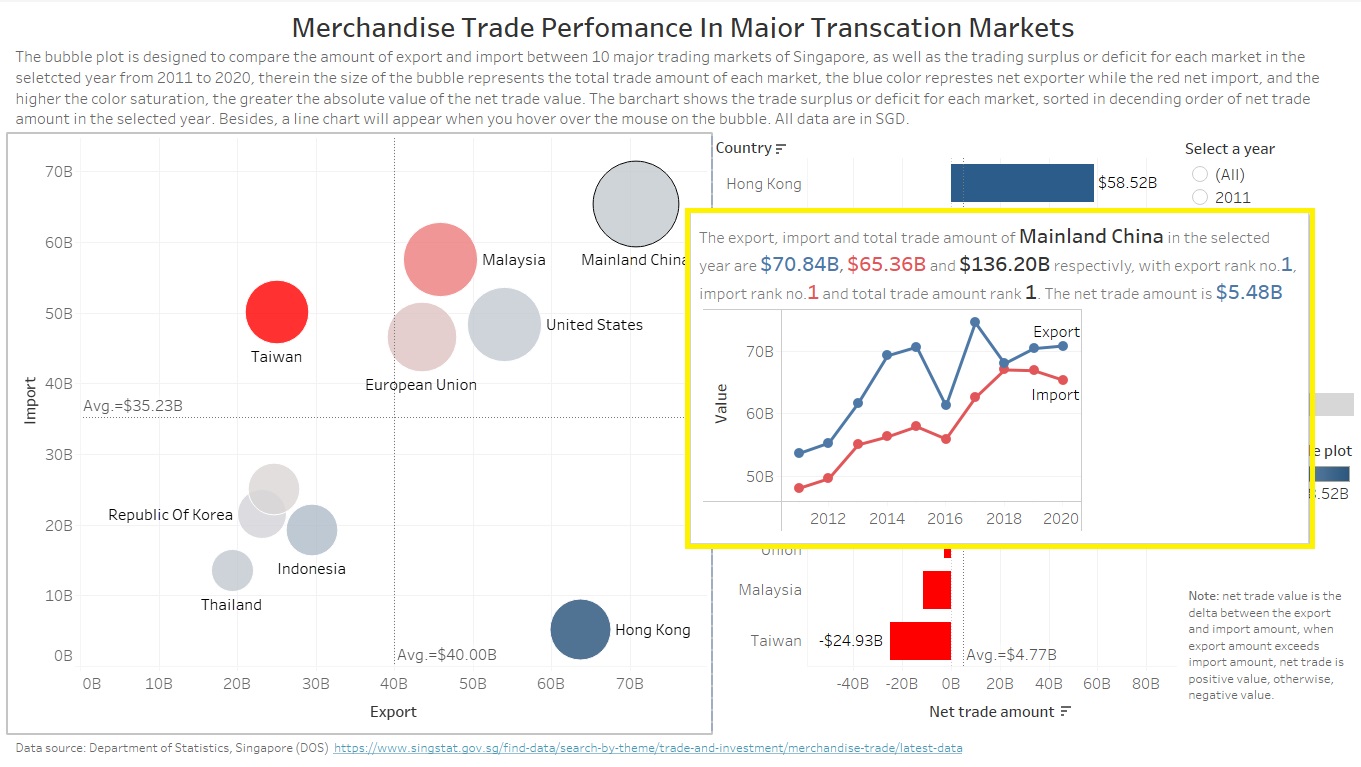 Merchandise Trade Perfomance In Major Transcation Markets
The bubble plot is designed to compare the amount of export and import between 10 major trading markets of Singapore, as well as the trading surplus or deficit for each market in the
seletcted year from 2011 to 2020, therein the size of the bubble represents the total trade amount of each market, the blue color represtes net exporter while the red net import, and the
higher the color saturation, the greater the absolute value of the net trade value. The barchart shows the trade surplus or deficit for each market, sorted in decending order of net trade
amount in the selected year. Besides, a line chart will appear when you hover over the mouse on the bubble. All data are in SGD.
Import
70B
60B
50B
40B
30B
20B
10B
0B
Mainland China
Malaysia
United States
Taiwan
European Union
Avg.=$35.23B
Republic Of Korea
Indonesia
Thailand
Hong Kong
Avg.=$40.00B
0B 10B 20B 30B 40B 50B 60B 70B
Export
Country
Hong Kong
$58.52B
Select a year
(All)
2011
The export, import and total trade amount of Mainland China in the selected
year are $70.84B, $65.36B and $136.20B respectivly, with export rank no.1,
import rank no.1 and total trade amount rank 1. The net trade amount is $5.48B
Value
70B
60B
50B
Export
Import
2012 2014 2016 2018 2020
plot
.52B
Union
Malaysia
Taiwan
-$24.93B
Avg.=$4.77B
-40B -20B 0B 20B 40B 60B 80B
Net trade amount
Note: net trade value is the
delta between the export
and import amount, when
export amount exceeds
import amount, net trade is
positive value, otherwise,
negative value.
Data source: Department of Statistics, Singapore (DOS) https://www.singstat.gov.sg/find-data/search-by-theme/trade-and-investment/merchandise-trade/latest-data